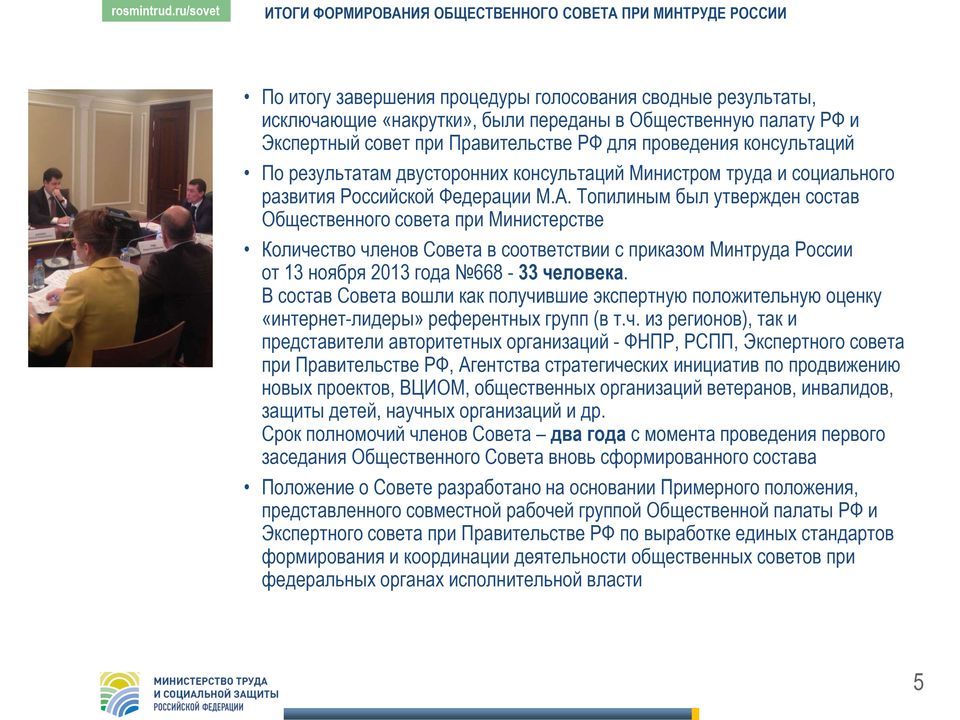 rosmintrud.ru/sovet
ИТОГИ ФОРМИРОВАНИЯ ОБЩЕСТВЕННОГО СОВЕТА ПРИ МИНТРУДЕ РОССИИ
• По итогу завершения процедуры голосования сводные результаты,
исключающие «накрутки», были переданы в Общественную палату РФ и
Экспертный совет при Правительстве РФ для проведения консультаций
• По результатам двусторонних консультаций Министром труда и социального
развития Российской Федерации М.А. Топилиным был утвержден состав
Общественного совета при Министерстве
• Количество членов Совета в соответствии с приказом Минтруда России
от 13 ноября 2013 года №668 - 33 человека.
В состав Совета вошли как получившие экспертную положительную оценку
«интернет-лидеры» референтных групп (в т.ч. из регионов), так и
представители авторитетных организаций - ФНПР, РСПП, Экспертного совета
при Правительстве РФ, Агентства стратегических инициатив по продвижению
новых проектов, ВЦИОМ, общественных организаций ветеранов, инвалидов,
защиты детей, научных организаций и др.
Срок полномочий членов Совета – два года с момента проведения первого
заседания Общественного Совета вновь сформированного состава
• Положение о Совете разработано на основании Примерного положения,
представленного совместной рабочей группой Общественной палаты РФ и
Экспертного совета при Правительстве РФ по выработке единых стандартов
формирования и координации деятельности общественных советов при
федеральных органах исполнительной власти
МИНИСТЕРСТВО ТРУДА
И СОЦИАЛЬНОЙ ЗАЩИТЫ
РОССИЙСКОЙ ФЕДЕРАЦИИ
5